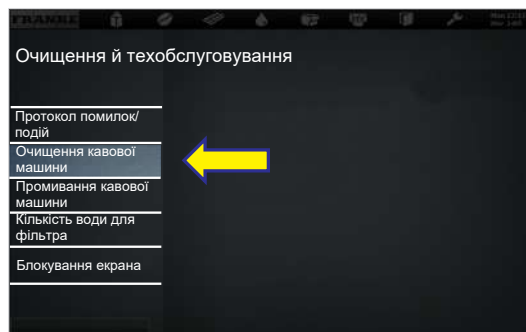 FRANKE
Очищення й техобслуговування
Протокол помилок/
подій
Очищення кавової
машини
Промивання кавової
машини
Кількість води для
фільтра
Блокування екрана